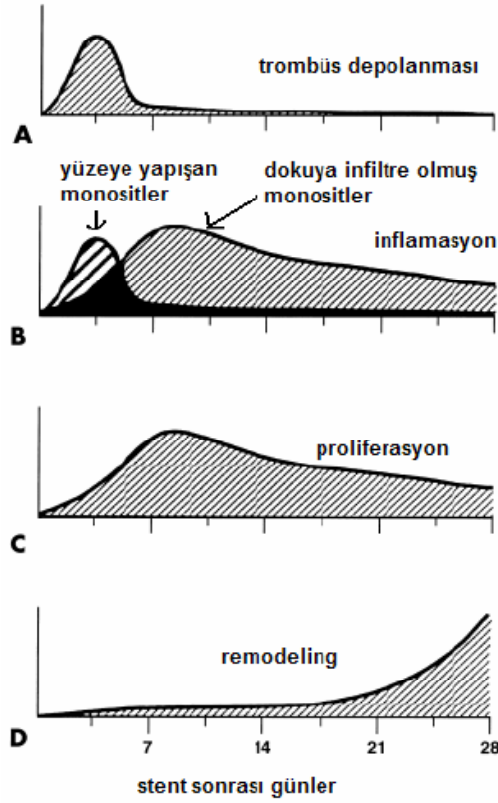 trombüs depolanması
A
yüzeye yapışan
monositler
dokuya infiltre olmuş
monositler
inflamasyon
B
proliferasyon
C
remodeling
D
7 14 21 28
stent sonrası günler